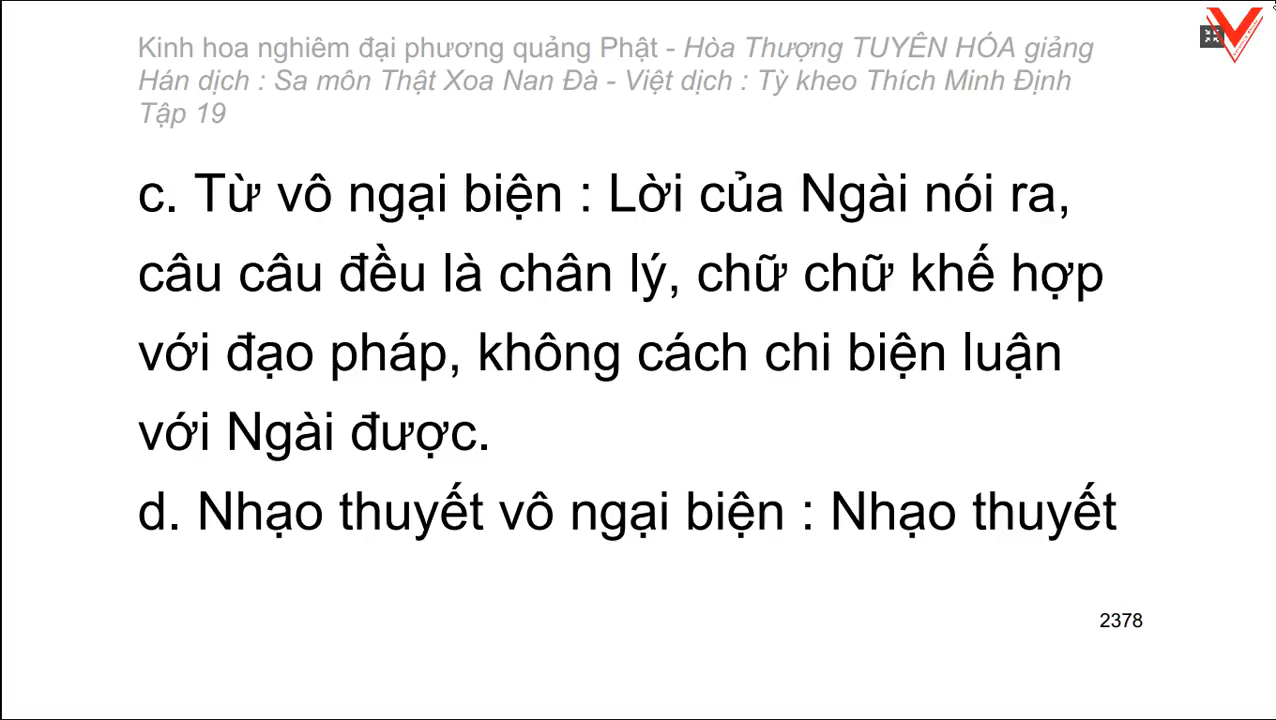 Kinh hoa nghiêm đại phương quảng Phật - Hòa Thượng TUYÊN HÓA giảng
Hán dịch : Sa môn Thật Xoa Nan Đà - Việt dịch : Tỳ kheo Thích Minh Định
Tập 19
c. Từ vô ngại biện : Lời của Ngài nói ra,
câu câu đều là chân lý, chữ chữ khế hợp
với đạo pháp, không cách chi biện luận
với Ngài được.
d. Nhạo thuyết vô ngại biện : Nhạo thuyết
2378